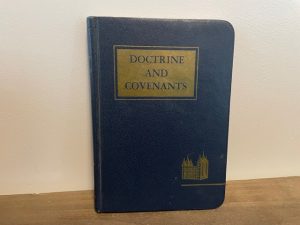 DOCTRINE
AND
COVENANTS